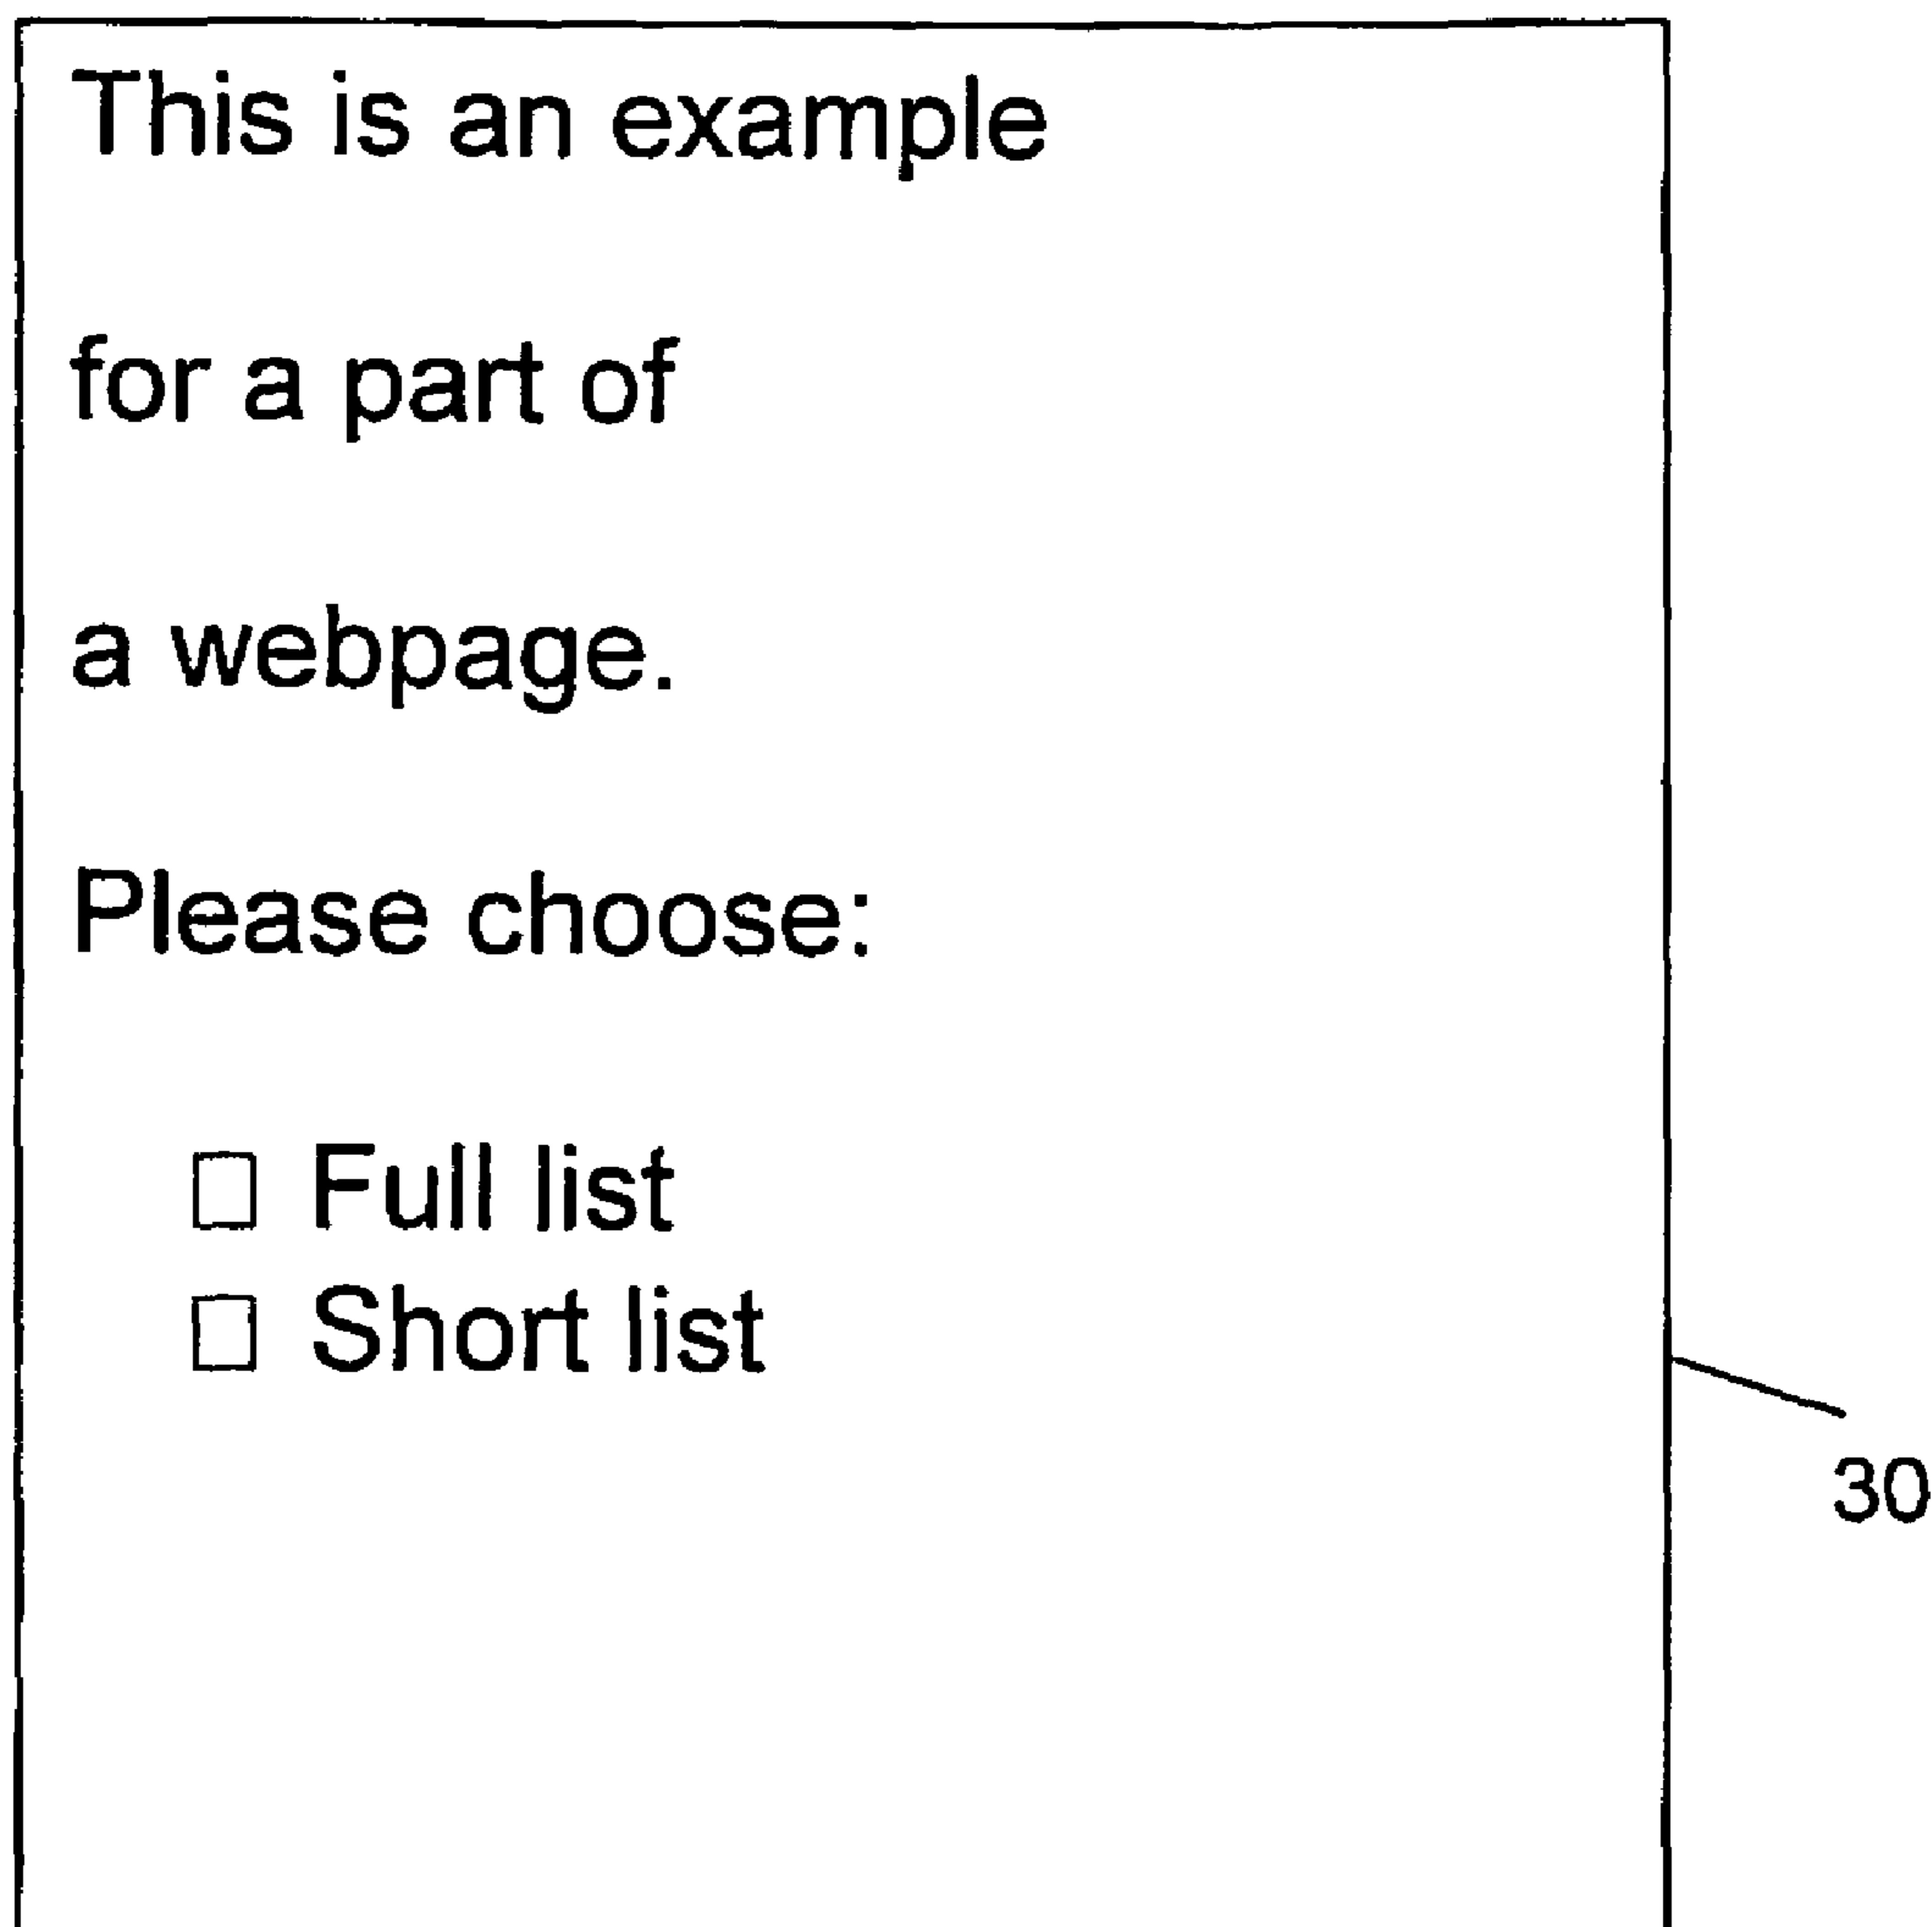 This is an example
for a part of
a webpage.
Please choose:
☐ Full list
☐ Short list
30